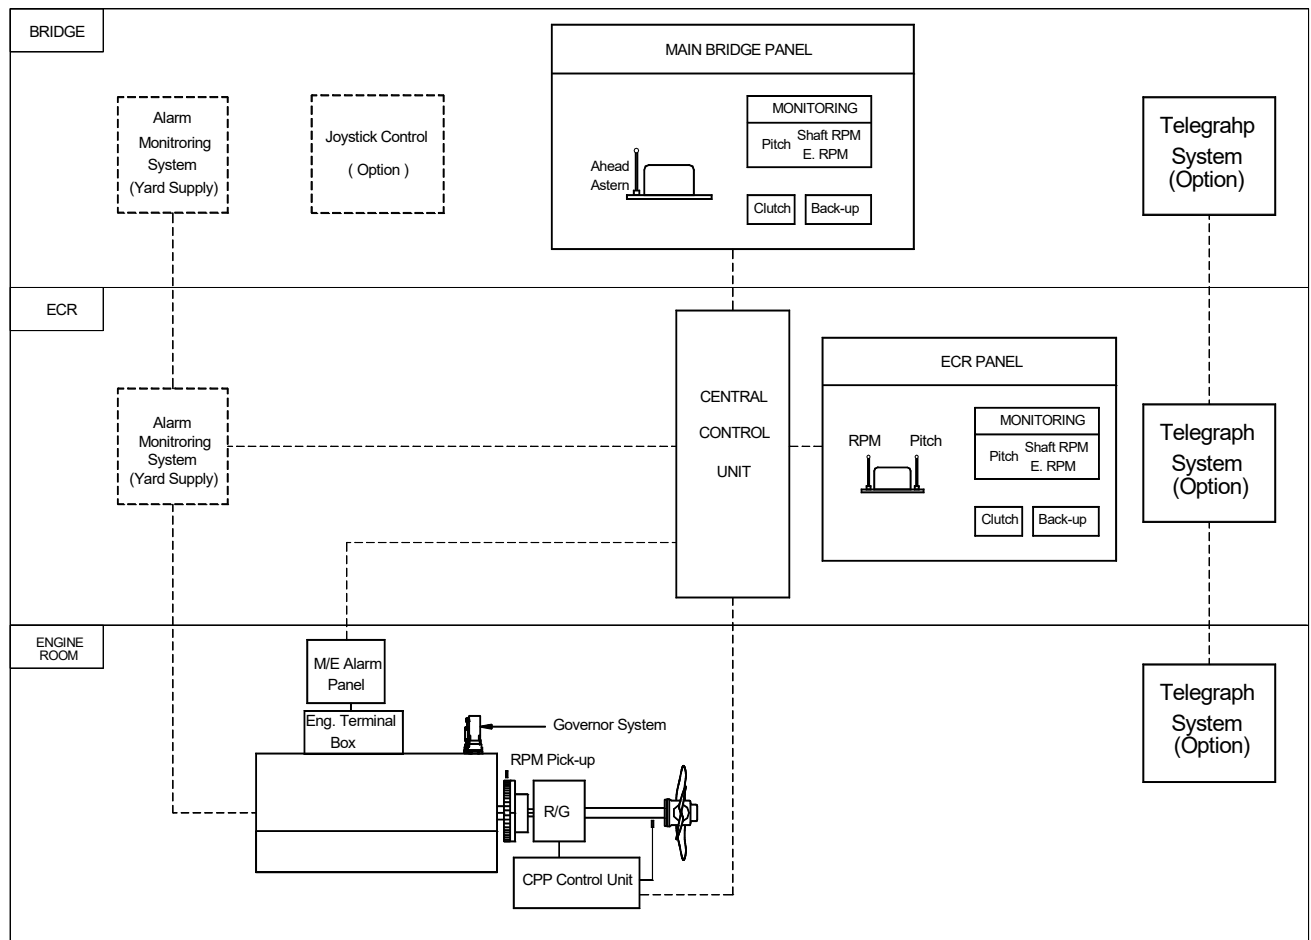 BRIDGE
Alarm
Monitroring
System
(Yard Supply)
Joystick Control
( Option )
MAIN BRIDGE PANEL
Ahead
Astern
MONITORING
Pitch
Shaft RPM
E. RPM
Clutch
Back-up
Telegrahp
System
(Option)
ECR
Alarm
Monitroring
System
(Yard Supply)
CENTRAL
CONTROL
UNIT
ECR PANEL
RPM
Pitch
MONITORING
Pitch
Shaft RPM
E. RPM
Clutch
Back-up
Telegraph
System
(Option)
ENGINE
ROOM
M/E Alarm
Panel
Eng. Terminal
Box
Governor System
RPM Pick-up
R/G
CPP Control Unit
Telegraph
System
(Option)